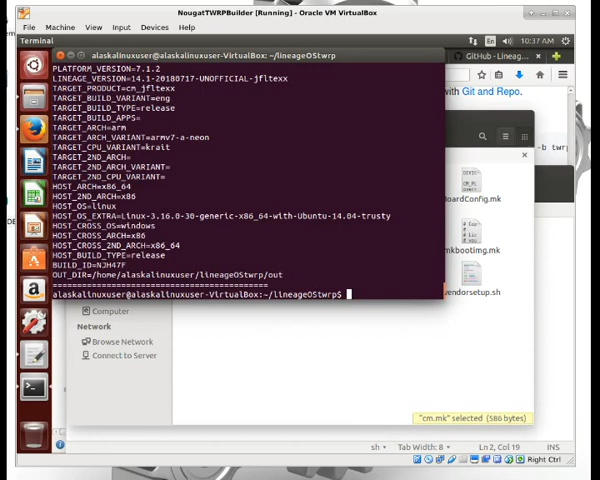 NougatTWRPBuilder [Running] - Oracle VM VirtualBox
File Machine View Input Devices Help
Terminal
En
10:37 AM
alaskalinuxuser@alaskalinuxuser-VirtualBox: ~/lineageOStwrp
GitHub - Lineag...
PLATFORM_VERSION=7.1.2
LINEAGE_VERSION=14.1-20180717-UNOFFICIAL-jfltexx
TARGET_PRODUCT=cm_jfltexx
with Git and Repo.
TARGET_BUILD_VARIANT=eng
TARGET_BUILD_TYPE=release
TARGET_BUILD_APPS=
TARGET_ARCH=arm
TARGET_ARCH_VARIANT=armv7-a-neon
TARGET_CPU_VARIANT=krait
-b twrp
TARGET_2ND_ARCH=
TARGET_2ND_ARCH_VARIANT=
TARGET_2ND_CPU_VARIANT=
HOST_ARCH=x86_64
HOST_2ND_ARCH=x86
oardConfig.mk
HOST_OS=linux
HOST_OS_EXTRA=Linux-3.16.0-30-generic-x86_64-with-Ubuntu-14.04-trusty
HOST_CROSS_OS=windows
HOST_CROSS_ARCH=x86
HOST_CROSS_2ND_ARCH=x86_64
mkbootimg.mk
HOST_BUILD_TYPE=release
BUILD_ID=NJH47F
OUT_DIR=/home/alaskalinuxuser/lineageOStwrp/out
============================================
alaskalinuxuser@alaskalinuxuser-VirtualBox:~/lineageOStwrp$
vendorsetup.sh
Computer
Network
Browse Network
Connect to Server
"cm.mk" selected (586 bytes)
sh Tab Width: 8 Ln 2, Col 19 INS
Right Ctrl